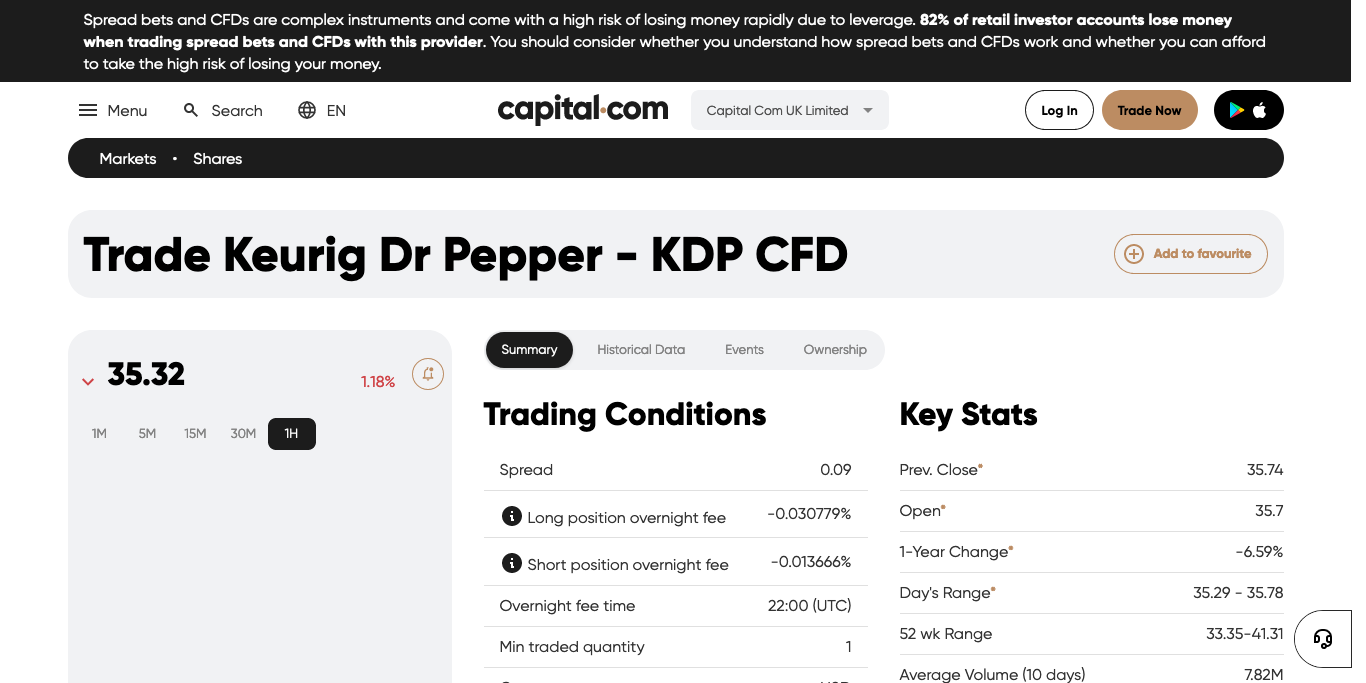 Spread bets and CFDs are complex instruments and come with a high risk of losing money rapidly due to leverage. 82% of retail investor accounts lose money
when trading spread bets and CFDs with this provider. You should consider whether you understand how spread bets and CFDs work and whether you can afford
to take the high risk of losing your money.
Menu Search EN capital.com Capital Com UK Limited Log In Trade Now
Markets • Shares
Trade Keurig Dr Pepper - KDP CFD Add to favourite
35.32 1.18%
1M 5M 15M 30M 1H
Summary Historical Data Events Ownership
Trading Conditions
Spread 0.09
Long position overnight fee -0.030779%
Short position overnight fee -0.013666%
Overnight fee time 22:00 (UTC)
Min traded quantity 1
Key Stats
Prev. Close* 35.74
Open* 35.7
1-Year Change* -6.59%
Day's Range* 35.29 - 35.78
52 wk Range 33.35-41.31
Average Volume (10 days) 7.82M